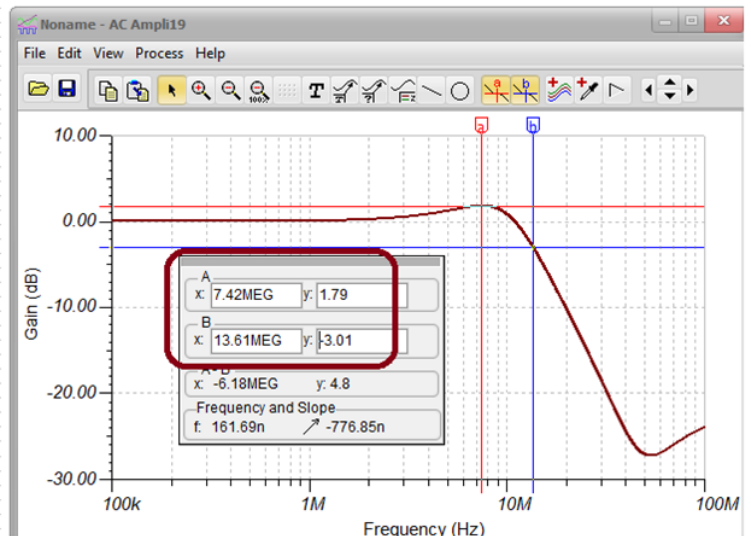 Noname - AC Ampli19
File Edit View Process Help
100%
T
a
b
a
b
10.00
0.00
-10.00
-20.00
-30.00
Gain (dB)
A
x: 7.42MEG y: 1.79
B
x: 13.61MEG y: -3.01
A - B
x: -6.18MEG y: 4.8
Frequency and Slope
f: 161.69n -776.85n
100k 1M 10M 100M
Frequency (Hz)